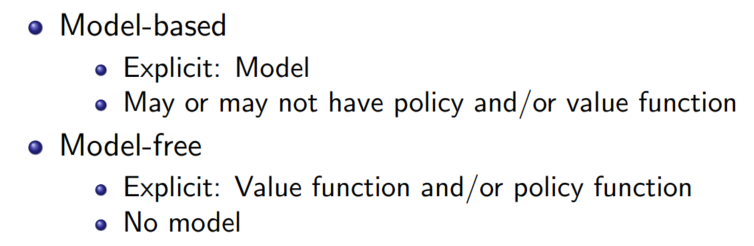 Model-based
Explicit: Model
May or may not have policy and/or value function
Model-free
Explicit: Value function and/or policy function
No model